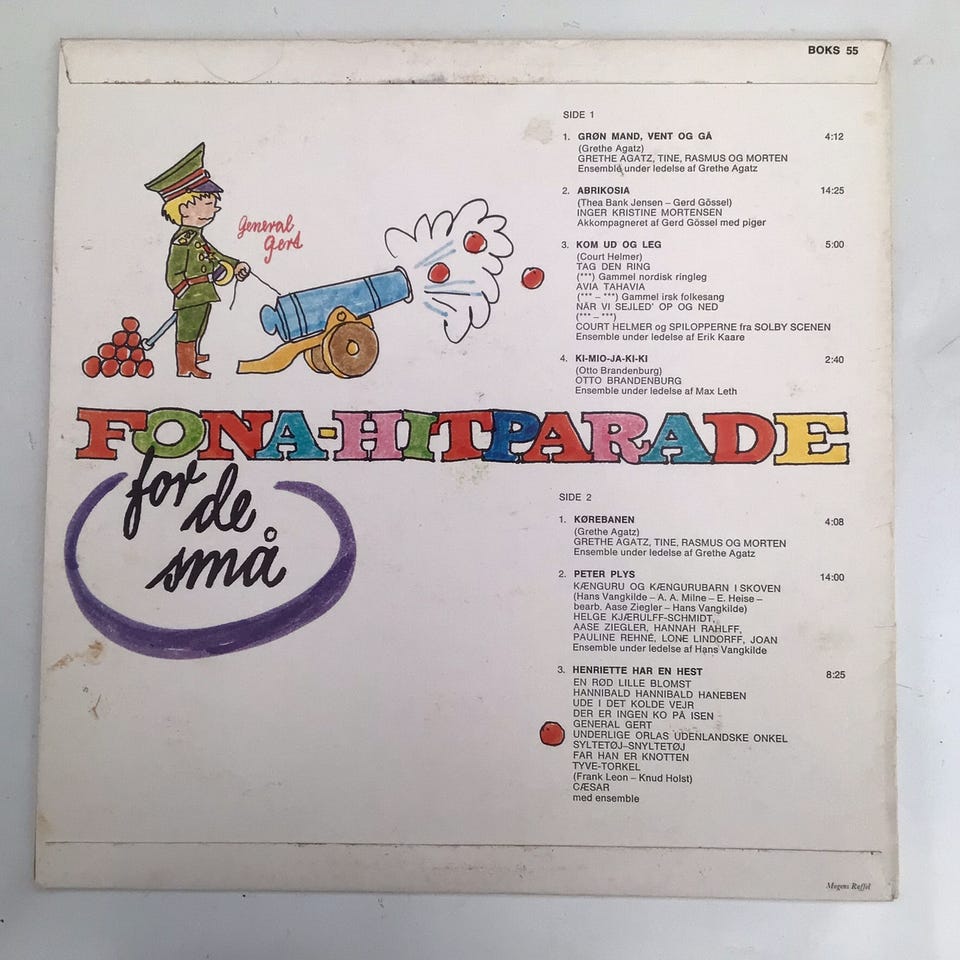 BOKS 55
SIDE 1
1. GRØN MAND, VENT OG GÅ 4:12
(Grethe Agatz)
GRETHE AGATZ, TINE, RASMUS OG MORTEN
Ensemble under ledelse af Grethe Agatz
2. ABRIKOSIA 14:25
(Thea Bank Jensen – Gerd Gössel)
INGER KRISTINE MORTENSEN
Akkompagneret af Gerd Gössel med piger
3. KOM UD OG LEG 5:00
(Court Helmer)
TAG DEN RING
(***) Gammel nordisk ringleg
AVIA TAHAVIA
(*** – ***) Gammel irsk folkesang
NÄR VI SEJLED' OP OG NED
(*** – ***)
COURT HELMER og SPILOPPERNE fra SOLBY SCENEN
Ensemble under ledelse af Erik Kaare
4. KI-MIO-JA-KI-KI 2:40
(Otto Brandenburg)
OTTO BRANDENBURG
Ensemble under ledelse af Max Leth
General
Gert
FONA-HITPARADE
for
de
små
SIDE 2
1. KØREBANEN 4:08
(Grethe Agatz)
GRETHE AGATZ, TINE, RASMUS OG MORTEN
Ensemble under ledelse af Grethe Agatz
2. PETER PLYS 14:00
KÆNGURU OG KÆNGURUBARN I SKOVEN
(Hans Vangkilde – A. A. Milne – E. Heise –
bearb. Aase Ziegler – Hans Vangkilde)
HELGE KJÆRULFF-SCHMIDT,
AASE ZIEGLER, HANNAH RAHLFF,
PAULINE REHNÉ, LONE LINDORFF, JOAN
Ensemble under ledelse af Hans Vangkilde
3. HENRIETTE HAR EN HEST 8:25
EN RØD LILLE BLOMST
HANNIBALD HANNIBALD HANEBEN
UDE I DET KOLDE VEJR
DER ER INGEN KO PÅ ISEN
GENERAL GERT
UNDERLIGE ORLAS UDENLANDSKE ONKEL
SYLTETØJ–SNYLTETØJ
FAR HAN ER KNOTTEN
TYVE-TORKEL
(Frank Leon – Knud Holst)
CÆSAR
med ensemble
Mogens Raffel